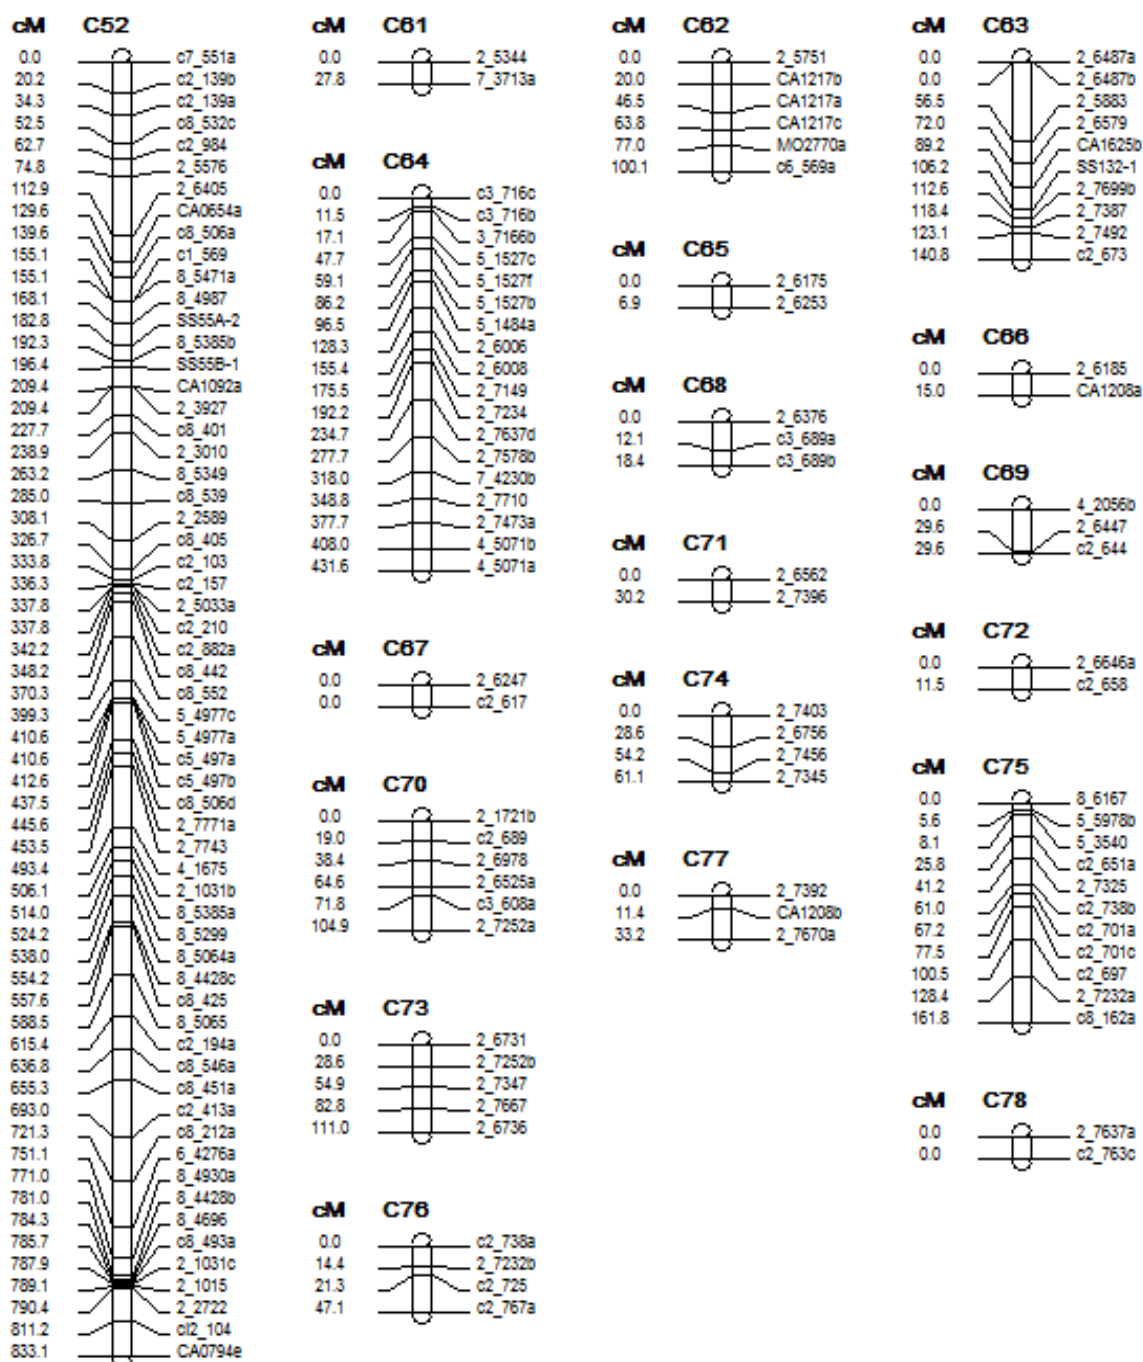 cM C52
0.0 c7_551a
20.2 c2_139b
34.3 c2_139a
52.5 c8_532c
62.7 c2_984
74.8 2_5576
112.9 2_6405
129.6 CA0654a
139.6 c8_506a
155.1 c1_569
155.1 8_5471a
168.1 8_4987
182.8 SS55A-2
192.3 8_5385b
196.4 SS55B-1
209.4 CA1092a
209.4 2_3927
227.7 c8_401
238.9 2_3010
263.2 8_5349
285.0 c8_539
308.1 2_2589
326.7 c8_405
333.8 c2_103
336.3 c2_157
337.8 2_5033a
337.8 c2_210
342.2 c2_882a
348.2 c8_442
370.3 c8_552
399.3 5_4977c
410.6 5_4977a
410.6 c5_497a
412.6 c5_497b
437.5 c8_506d
445.6 2_7771a
453.5 2_7743
493.4 4_1675
506.1 2_1031b
514.0 8_5385a
524.2 8_5299
538.0 8_5064a
554.2 8_4428c
557.6 c8_425
588.5 8_5065
615.4 c2_194a
636.8 c8_546a
655.3 c8_451a
693.0 c2_413a
721.3 c8_212a
751.1 6_4276a
771.0 8_4930a
781.0 8_4428b
784.3 8_4696
785.7 c8_493a
787.9 2_1031c
789.1 2_1015
790.4 2_2722
811.2 cl2_104
833.1 CA0794e
cM C61
0.0 2_5344
27.8 7_3713a
cM C64
0.0 c3_716c
11.5 c3_716b
17.1 3_7166b
47.7 5_1527c
59.1 5_1527f
86.2 5_1527b
96.5 5_1484a
128.3 2_6006
155.4 2_6008
175.5 2_7149
192.2 2_7234
234.7 2_7637d
277.7 2_7578b
318.0 7_4230b
348.8 2_7710
377.7 2_7473a
408.0 4_5071b
431.6 4_5071a
cM C67
0.0 2_6247
0.0 c2_617
cM C70
0.0 2_1721b
19.0 c2_689
38.4 2_6978
64.6 2_6525a
71.8 c3_608a
104.9 2_7252a
cM C73
0.0 2_6731
28.6 2_7252b
54.9 2_7347
82.8 2_7667
111.0 2_6736
cM C76
0.0 c2_738a
14.4 2_7232b
21.3 c2_725
47.1 c2_767a
cM C62
0.0 2_5751
20.0 CA1217b
46.5 CA1217a
63.8 CA1217c
77.0 MO2770a
100.1 c6_569a
cM C65
0.0 2_6175
6.9 2_6253
cM C68
0.0 2_6376
12.1 c3_689a
18.4 c3_689b
cM C71
0.0 2_6562
30.2 2_7396
cM C74
0.0 2_7403
28.6 2_6756
54.2 2_7456
61.1 2_7345
cM C77
0.0 2_7392
11.4 CA1208b
33.2 2_7670a
cM C63
0.0 2_6487a
0.0 2_6487b
56.5 2_5883
72.0 2_6579
89.2 CA1625b
106.2 SS132-1
112.6 2_7699b
118.4 2_7387
123.1 2_7492
140.8 c2_673
cM C66
0.0 2_6185
15.0 CA1208a
cM C69
0.0 4_2056b
29.6 2_6447
29.6 c2_644
cM C72
0.0 2_6646a
11.5 c2_658
cM C75
0.0 8_6167
5.6 5_5978b
8.1 5_3540
25.8 c2_651a
41.2 2_7325
61.0 c2_738b
67.2 c2_701a
77.5 c2_701c
100.5 c2_697
128.4 2_7232a
161.8 c8_162a
cM C78
0.0 2_7637a
0.0 c2_763c